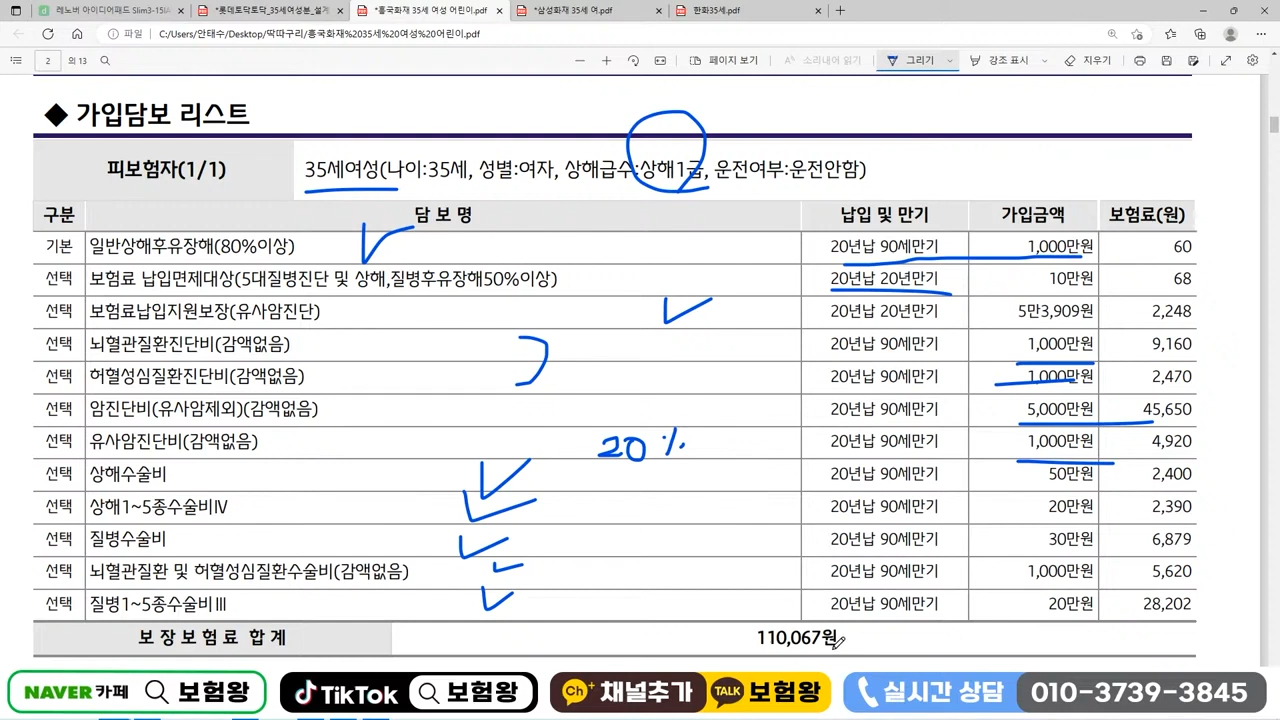 레노버 아이디어패드 Slim3-15I
*롯데토닥토닥_35세여성분_설계
*흥국화재 35세 여성 어린이.pdf
*삼성화재 35세 여.pdf
한화35세.pdf
파일 C:/Users/안태수/Desktop/딱따구리/흥국화재%2035세%20여성%20어린이.pdf
2 의 13 페이지 보기 소리내어 읽기 그리기 강조 표시 지우기
◆ 가입담보 리스트
피보험자(1/1) 35세여성(나이:35세, 성별:여자, 상해급수:상해1급, 운전여부:운전안함)
구분 담 보 명 납입 및 만기 가입금액 보험료(원)
기본 일반상해후유장해(80%이상) 20년납 90세만기 1,000만원 60
선택 보험료 납입면제대상(5대질병진단 및 상해,질병후유장해50%이상) 20년납 20년만기 10만원 68
선택 보험료납입지원보장(유사암진단) 20년납 20년만기 5만3,909원 2,248
선택 뇌혈관질환진단비(감액없음) 20년납 90세만기 1,000만원 9,160
선택 허혈성심질환진단비(감액없음) 20년납 90세만기 1,000만원 2,470
선택 암진단비(유사암제외)(감액없음) 20년납 90세만기 5,000만원 45,650
선택 유사암진단비(감액없음) 20% 20년납 90세만기 1,000만원 4,920
선택 상해수술비 20년납 90세만기 50만원 2,400
선택 상해1~5종수술비Ⅳ 20년납 90세만기 20만원 2,390
선택 질병수술비 20년납 90세만기 30만원 6,879
선택 뇌혈관질환 및 허혈성심질환수술비(감액없음) 20년납 90세만기 1,000만원 5,620
선택 질병1~5종수술비Ⅲ 20년납 90세만기 20만원 28,202
보 장 보 험 료 합 계 110,067원
NAVER 카페 보험왕 TikTok 보험왕 Ch+ 채널추가 TALK 보험왕 실시간 상담 010-3739-3845